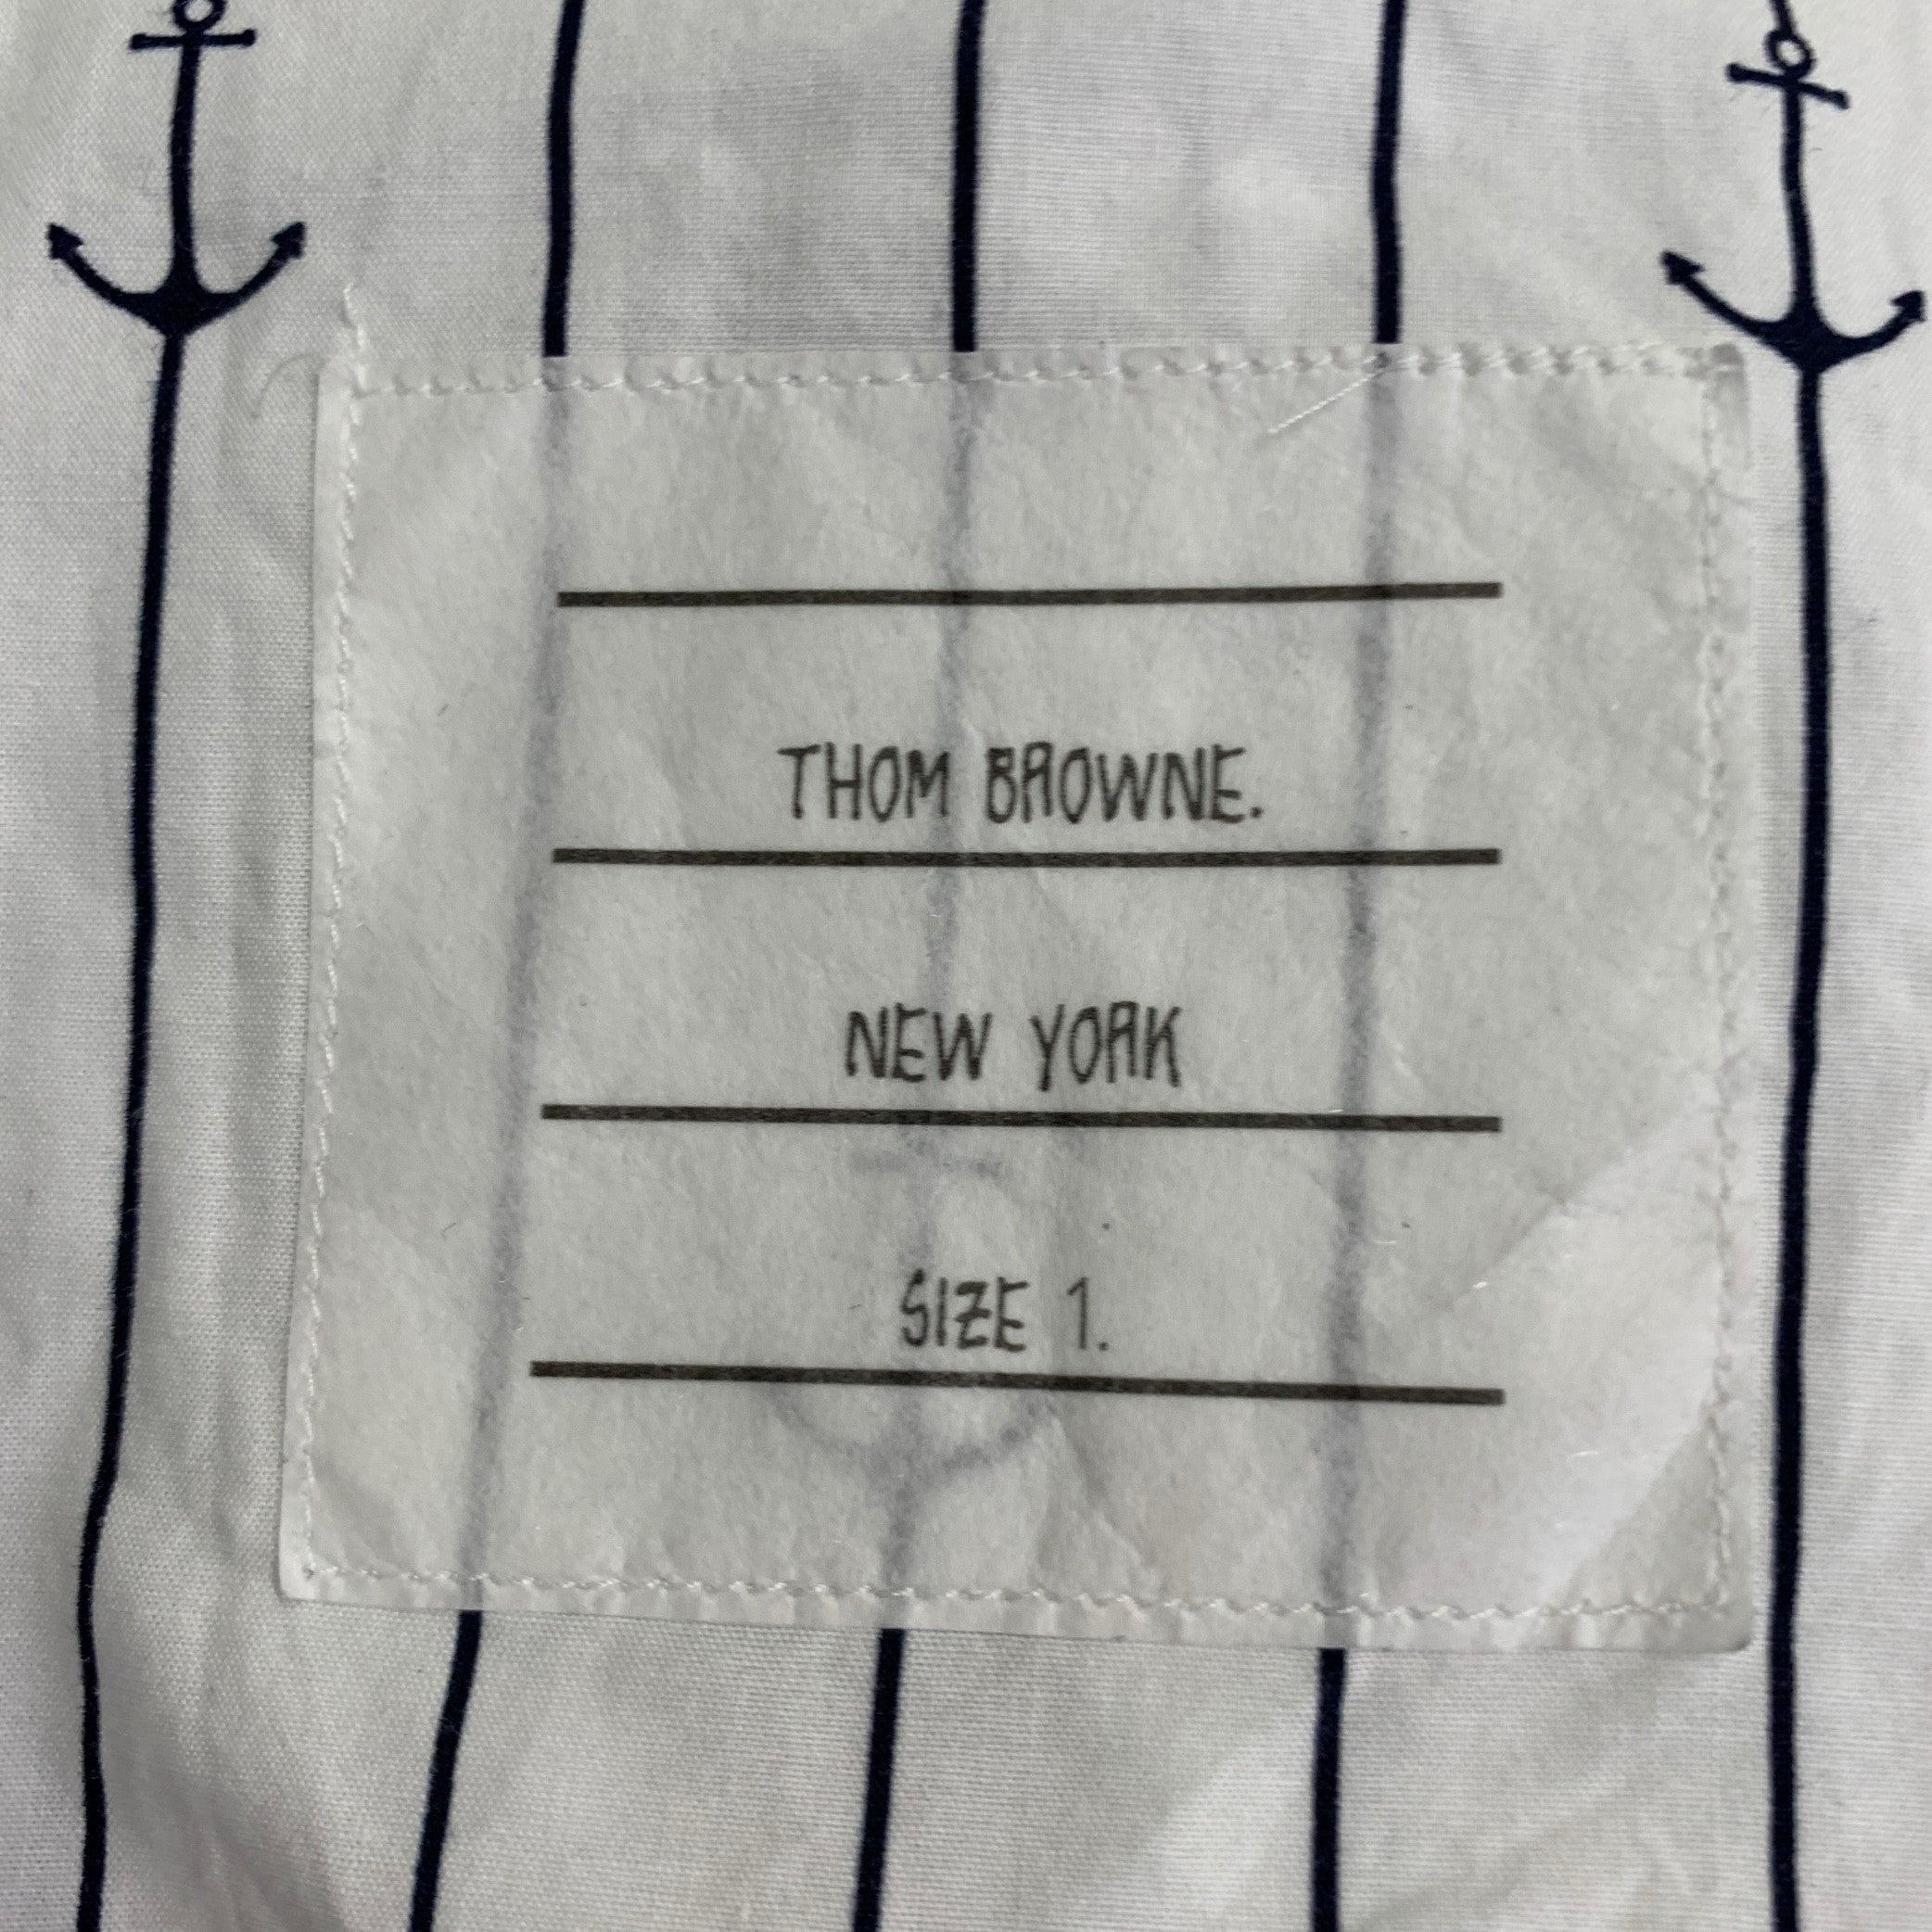 THOM BROWNE.
NEW YORK
SIZE 1.